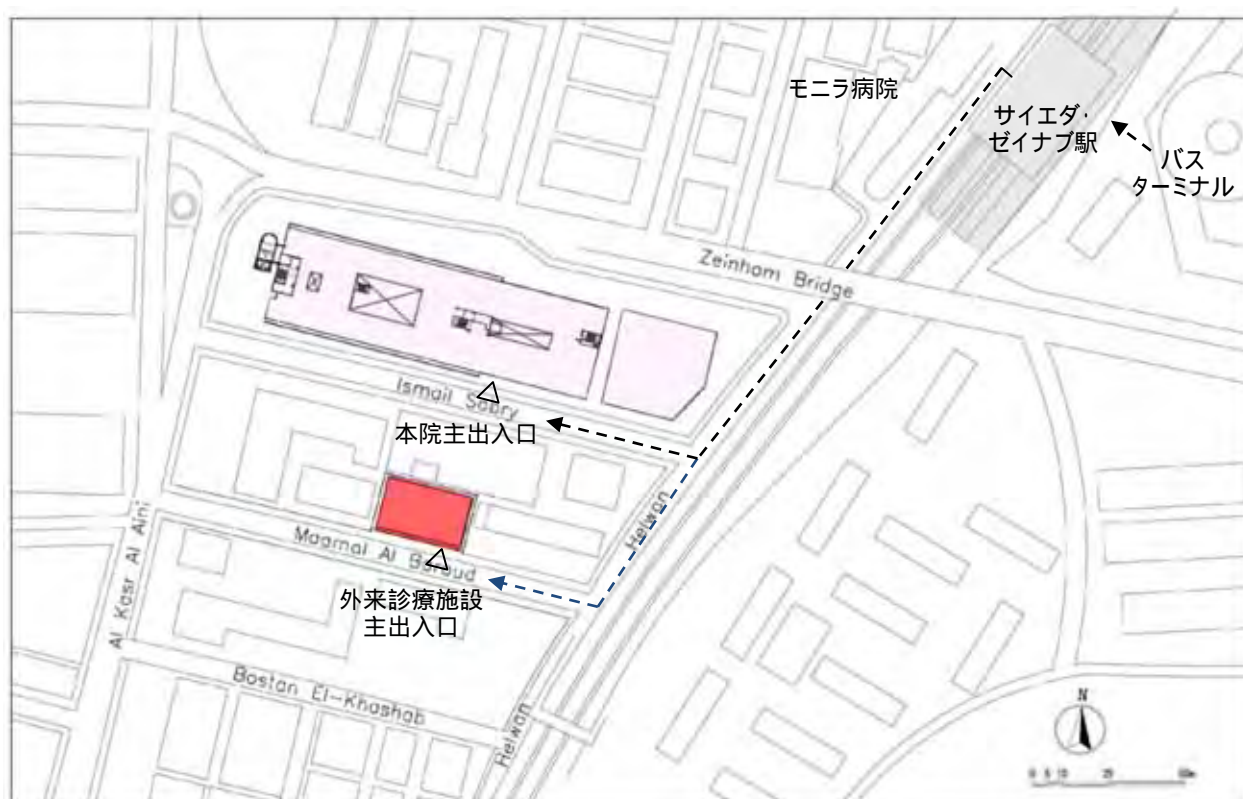 モニラ病院
サイエダ・
ゼイナブ駅
バス
ターミナル
Zeinhom Bridge
Ismail Sabry
本院主出入口
Helwan
Maamal Al Baroud
外来診療施設
主出入口
Al Kasr Al Aini
Bostan El-Khashab
Helwan
N